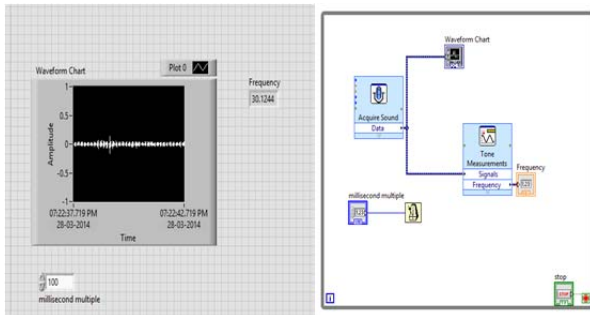 Waveform Chart
Plot 0
Amplitude
1-
0.5-
0-
-0.5-
-1-
07:22:37.719 PM
28-03-2014
07:22:42.719 PM
28-03-2014
Time
Frequency
30.1244
100
millisecond multiple
Waveform Chart
Acquire Sound
Data
Tone
Measurements
Signals
Frequency
Frequency
millisecond multiple
stop
i